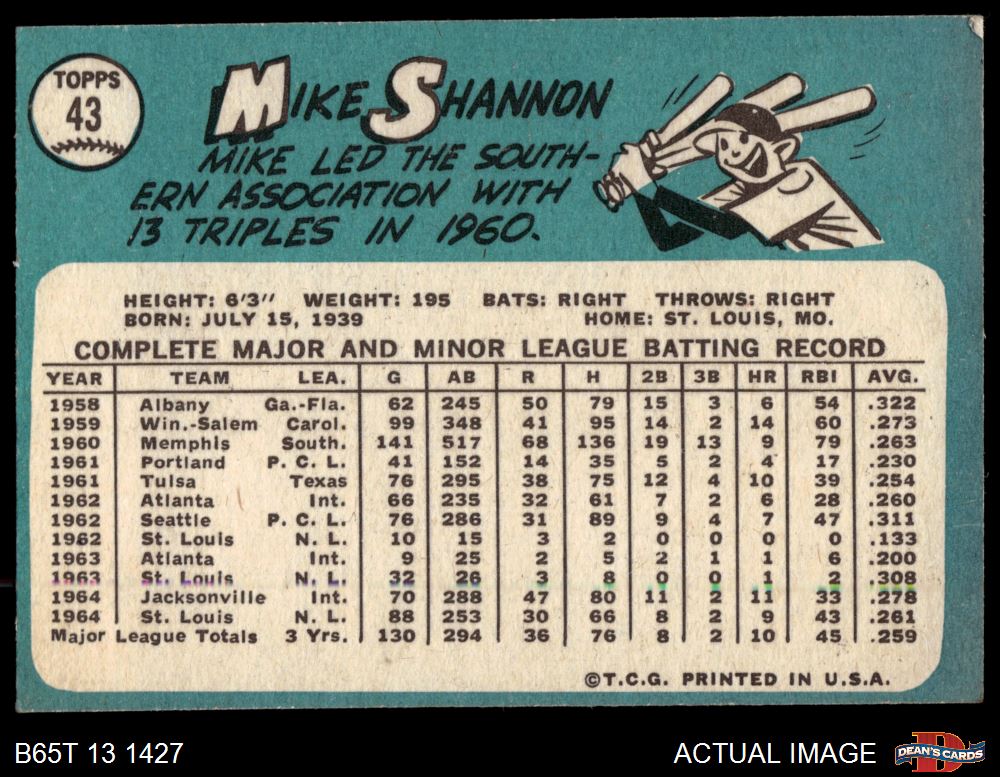 TOPPS
43
MIKE SHANNON
MIKE LED THE SOUTH-
ERN ASSOCIATION WITH
13 TRIPLES IN 1960.
HEIGHT: 6'3" WEIGHT: 195 BATS: RIGHT THROWS: RIGHT
BORN: JULY 15, 1939 HOME: ST. LOUIS, MO.
COMPLETE MAJOR AND MINOR LEAGUE BATTING RECORD
YEAR TEAM LEA. G AB R H 2B 3B HR RBI AVG.
1958 Albany Ga.-Fla. 62 245 50 79 15 3 6 54 .322
1959 Win.-Salem Carol. 99 348 41 95 14 2 14 60 .273
1960 Memphis South. 141 517 68 136 19 13 9 79 .263
1961 Portland P. C. L. 41 152 14 35 5 2 4 17 .230
1961 Tulsa Texas 76 295 38 75 12 4 10 39 .254
1962 Atlanta Int. 66 235 32 61 7 2 6 28 .260
1962 Seattle P. C. L. 76 286 31 89 9 4 7 47 .311
1962 St. Louis N. L. 10 15 3 2 0 0 0 0 .133
1963 Atlanta Int. 9 25 2 5 2 1 1 6 .200
1963 St. Louis N. L. 32 26 3 8 0 0 1 2 .308
1964 Jacksonville Int. 70 288 47 80 11 2 11 33 .278
1964 St. Louis N. L. 88 253 30 66 8 2 9 43 .261
Major League Totals 3 Yrs. 130 294 36 76 8 2 10 45 .259
©T.C.G. PRINTED IN U.S.A.
B65T 13 1427 ACTUAL IMAGE DEAN'S CARDS